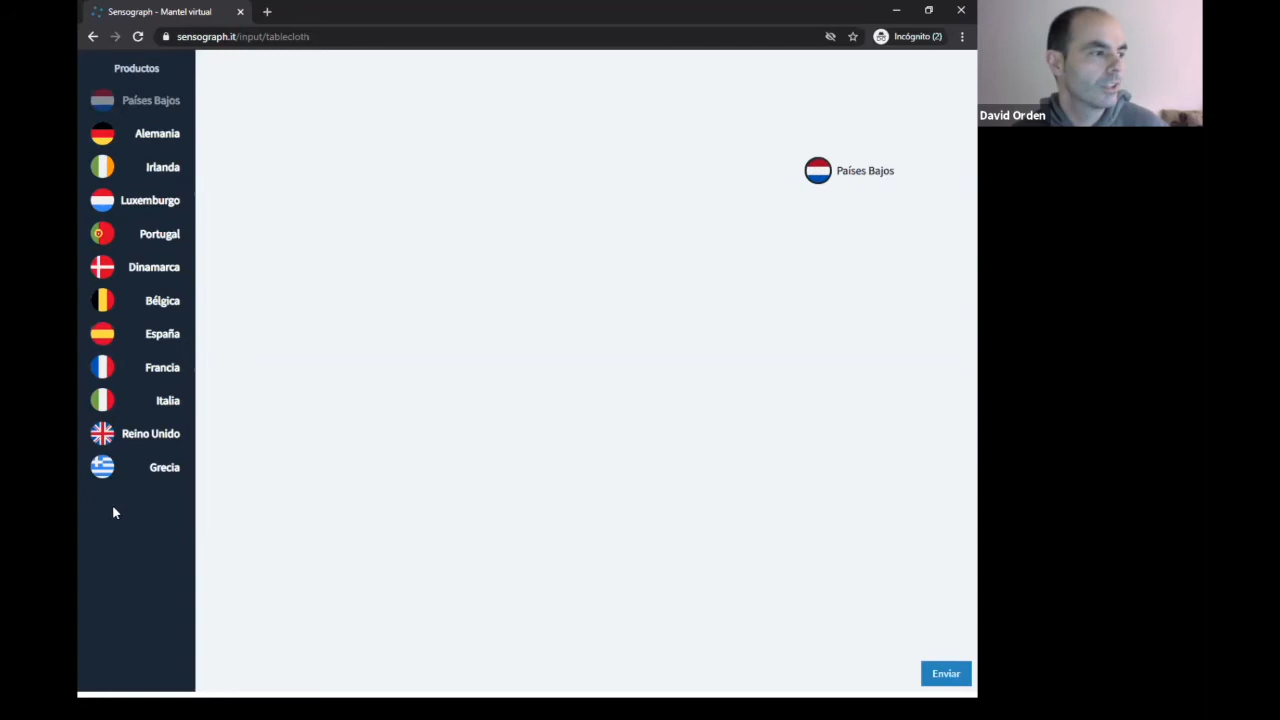 Sensograph - Mantel virtual
sensograph.it/input/tablecloth
Incógnito (2)
Productos
Países Bajos
Alemania
Irlanda
Luxemburgo
Portugal
Dinamarca
Bélgica
España
Francia
Italia
Reino Unido
Grecia
Países Bajos
Enviar
David Orden